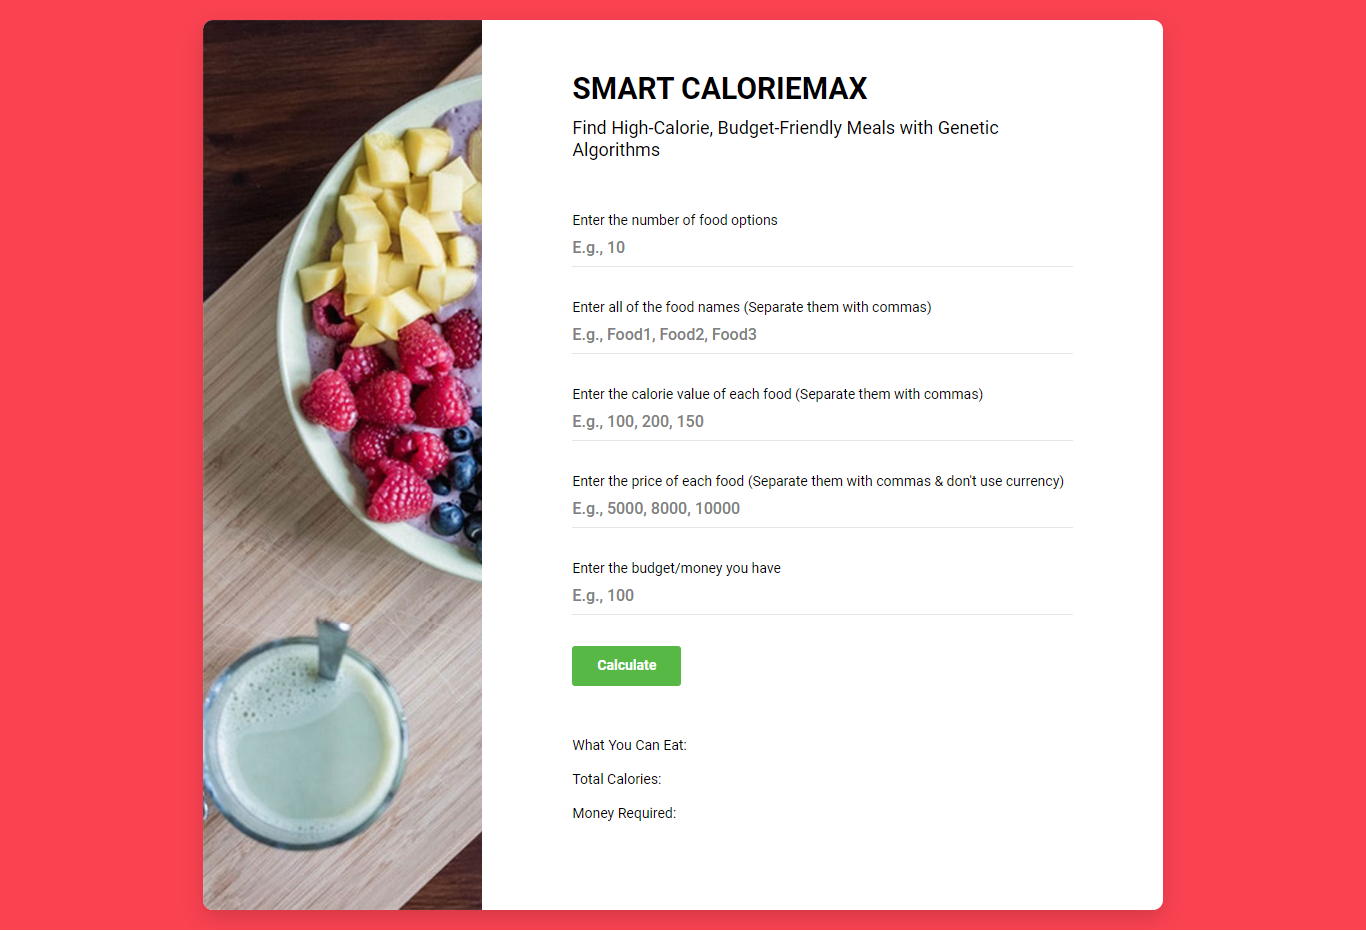 SMART CALORIEMAX
Find High-Calorie, Budget-Friendly Meals with Genetic
Algorithms
Enter the number of food options
E.g., 10
Enter all of the food names (Separate them with commas)
E.g., Food1, Food2, Food3
Enter the calorie value of each food (Separate them with commas)
E.g., 100, 200, 150
Enter the price of each food (Separate them with commas & don't use currency)
E.g., 5000, 8000, 10000
Enter the budget/money you have
E.g., 100
Calculate
What You Can Eat:
Total Calories:
Money Required: